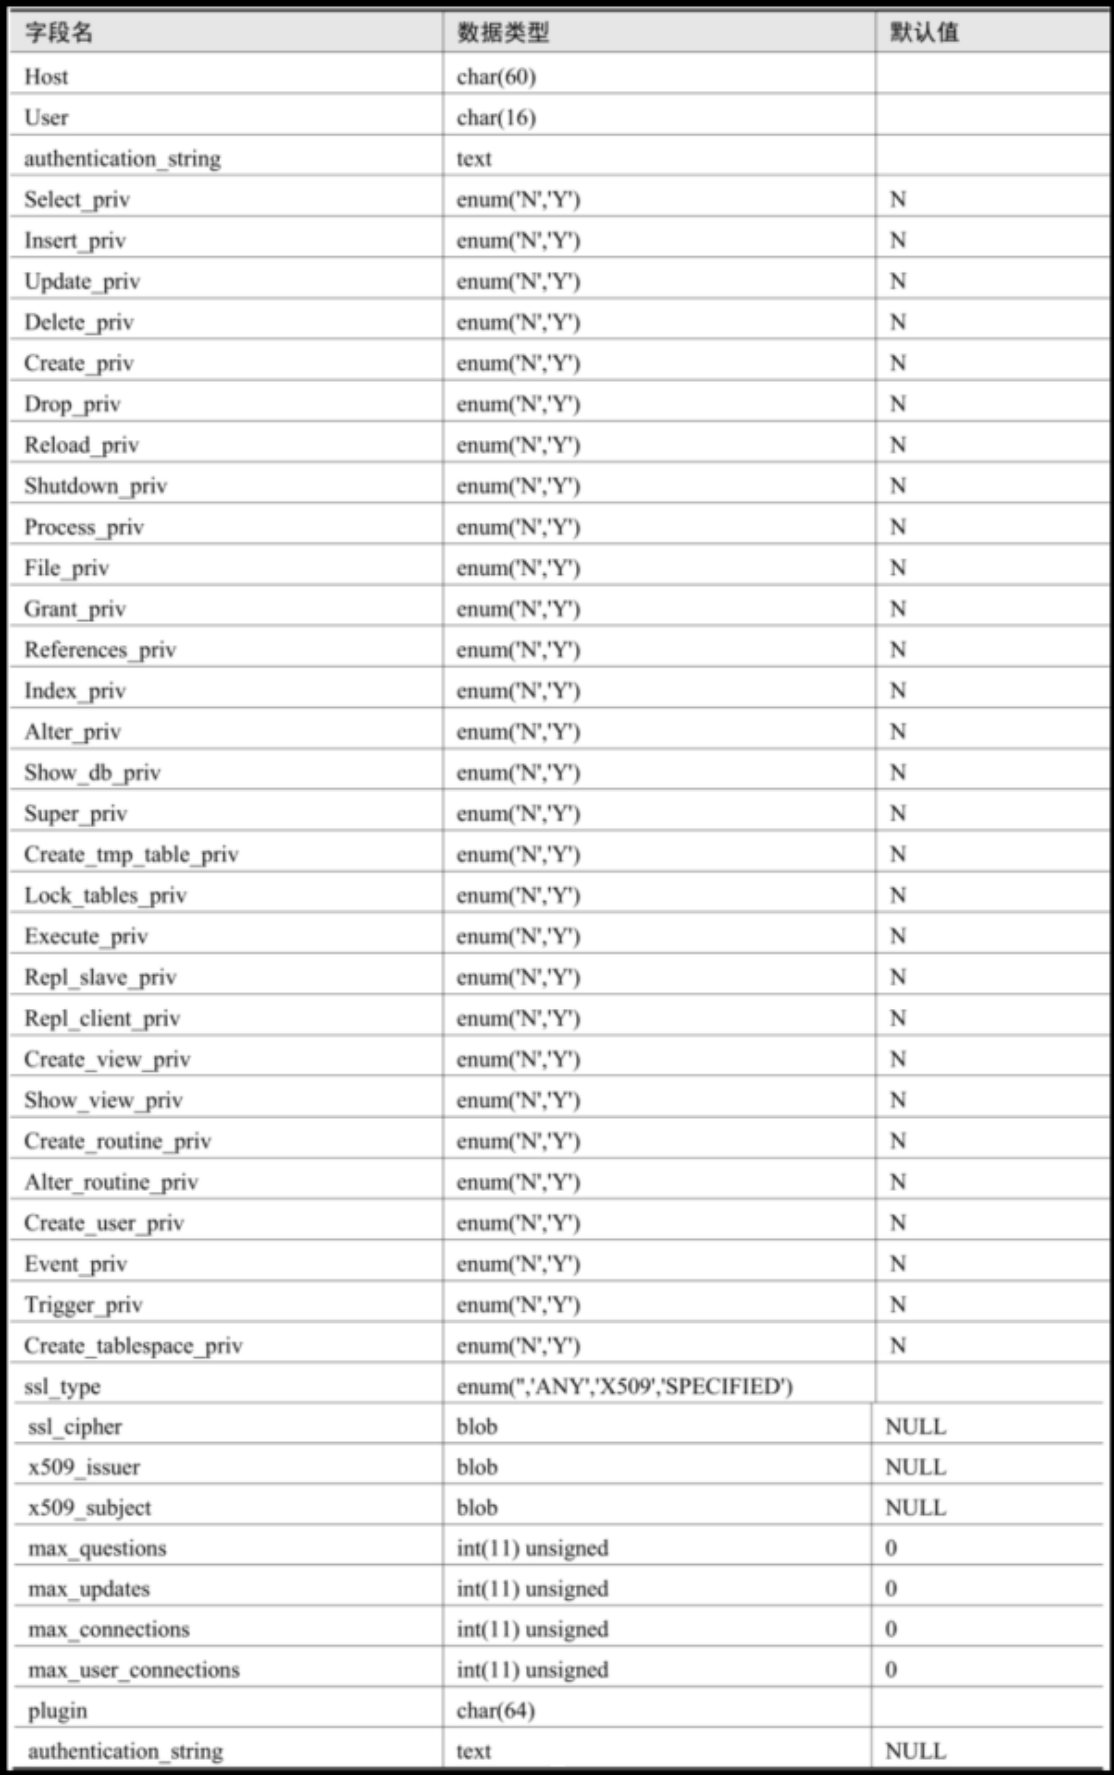 字段名 数据类型 默认值
Host char(60)
User char(16)
authentication_string text
Select_priv enum('N','Y') N
Insert_priv enum('N','Y') N
Update_priv enum('N','Y') N
Delete_priv enum('N','Y') N
Create_priv enum('N','Y') N
Drop_priv enum('N','Y') N
Reload_priv enum('N','Y') N
Shutdown_priv enum('N','Y') N
Process_priv enum('N','Y') N
File_priv enum('N','Y') N
Grant_priv enum('N','Y') N
References_priv enum('N','Y') N
Index_priv enum('N','Y') N
Alter_priv enum('N','Y') N
Show_db_priv enum('N','Y') N
Super_priv enum('N','Y') N
Create_tmp_table_priv enum('N','Y') N
Lock_tables_priv enum('N','Y') N
Execute_priv enum('N','Y') N
Repl_slave_priv enum('N','Y') N
Repl_client_priv enum('N','Y') N
Create_view_priv enum('N','Y') N
Show_view_priv enum('N','Y') N
Create_routine_priv enum('N','Y') N
Alter_routine_priv enum('N','Y') N
Create_user_priv enum('N','Y') N
Event_priv enum('N','Y') N
Trigger_priv enum('N','Y') N
Create_tablespace_priv enum('N','Y') N
ssl_type enum('','ANY','X509','SPECIFIED')
ssl_cipher blob NULL
x509_issuer blob NULL
x509_subject blob NULL
max_questions int(11) unsigned 0
max_updates int(11) unsigned 0
max_connections int(11) unsigned 0
max_user_connections int(11) unsigned 0
plugin char(64)
authentication_string text NULL